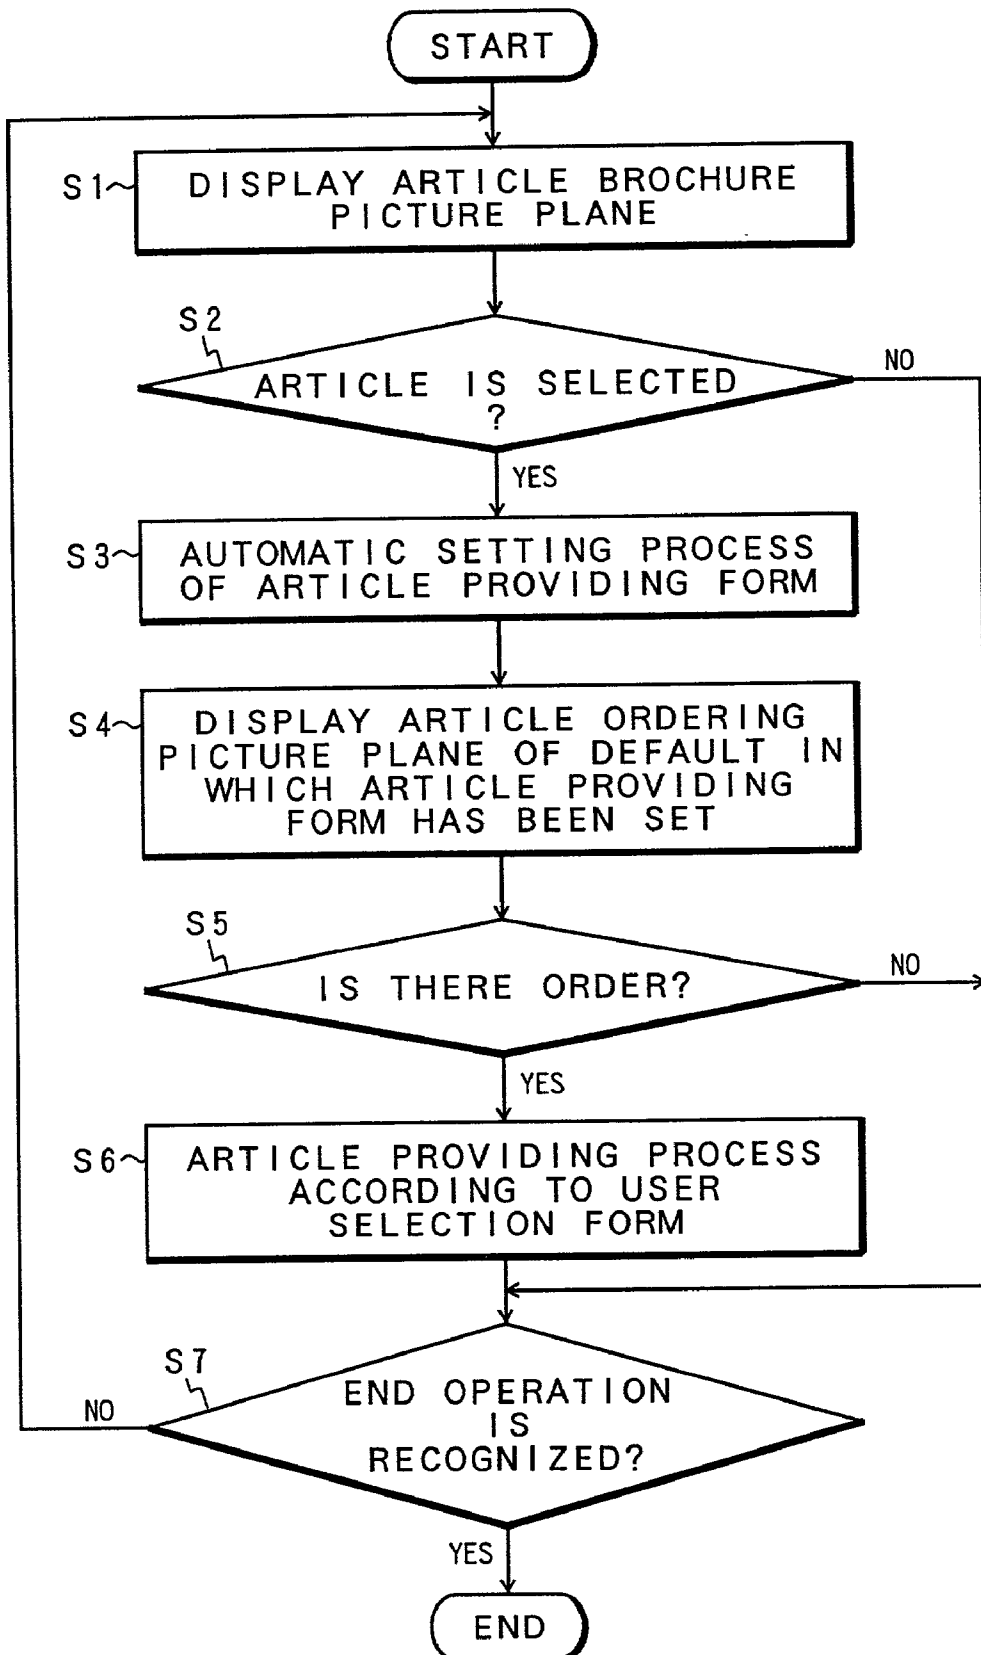 START
S1
DISPLAY ARTICLE BROCHURE
PICTURE PLANE
S2
ARTICLE IS SELECTED
?
NO
YES
S3
AUTOMATIC SETTING PROCESS
OF ARTICLE PROVIDING FORM
S4
DISPLAY ARTICLE ORDERING
PICTURE PLANE OF DEFAULT IN
WHICH ARTICLE PROVIDING
FORM HAS BEEN SET
S5
IS THERE ORDER?
NO
YES
S6
ARTICLE PROVIDING PROCESS
ACCORDING TO USER
SELECTION FORM
S7
END OPERATION
IS
RECOGNIZED?
NO
YES
END